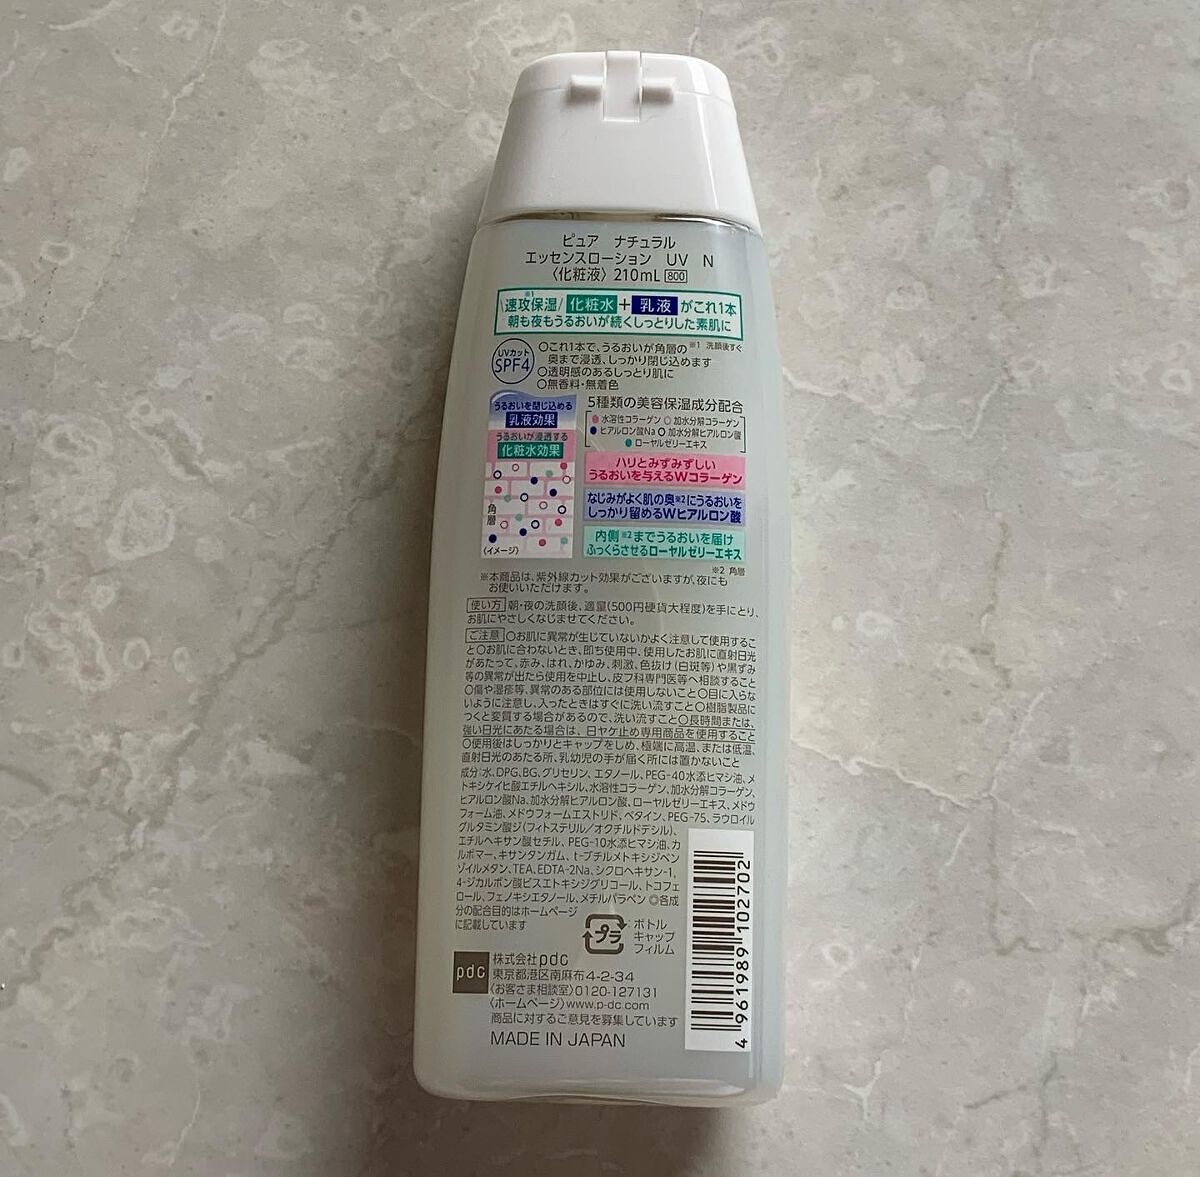 ピュア ナチュラル
エッセンスローション UV N
〈化粧液〉210mL 800
\速攻保湿/ ※1 化粧水+乳液がこれ1本
朝も夜もうるおいが続くしっとりした素肌に
※1 洗顔後すぐ
UVカット
SPF4
○これ1本で、うるおいが角層の
奥まで浸透、しっかり閉じ込めます
○透明感のあるしっとり肌に
○無香料・無着色
うるおいを閉じ込める
乳液効果
うるおいが浸透する
化粧水効果
角層
〈イメージ〉
5種類の美容保湿成分配合
水溶性コラーゲン 加水分解コラーゲン
ヒアルロン酸Na 加水分解ヒアルロン酸
ローヤルゼリーエキス
ハリとみずみずしい
うるおいを与えるWコラーゲン
なじみがよく肌の奥※2にうるおいを
しっかり留めるWヒアルロン酸
内側※2までうるおいを届け
ふっくらさせるローヤルゼリーエキス
※2 角層
※本商品は、紫外線カット効果がございますが、夜にも
お使いいただけます。
使い方 朝・夜の洗顔後、適量(500円硬貨大程度)を手にとり、
お肌にやさしくなじませてください。
ご注意 ○お肌に異常が生じていないかよく注意して使用するこ
と○お肌に合わないとき、即ち使用中、使用したお肌に直射日光
があたって、赤み、はれ、かゆみ、刺激、色抜け(白斑等)や黒ずみ
等の異常が出たら使用を中止し、皮フ科専門医等へ相談すること
○傷や湿疹等、異常のある部位には使用しないこと○目に入らな
いように注意し、入ったときはすぐに洗い流すこと○樹脂製品に
つくと変質する場合があるので、洗い流すこと○長時間または、
強い日光にあたる場合は、日ヤケ止め専用商品を使用すること
○使用後はしっかりとキャップをしめ、極端に高温、または低温、
直射日光のあたる所、乳幼児の手が届く所には置かないこと
成分:水、DPG、BG、グリセリン、エタノール、PEG-40水添ヒマシ油、メ
トキシケイヒ酸エチルヘキシル、水溶性コラーゲン、加水分解コラーゲン、
ヒアルロン酸Na、加水分解ヒアルロン酸、ローヤルゼリーエキス、メドウ
フォーム油、メドウフォームエストリド、ベタイン、PEG-75、ラウロイル
グルタミン酸ジ(フィトステリル/オクチルドデシル)、
エチルヘキサン酸セチル、PEG-10水添ヒマシ油、カ
ルボマー、キサンタンガム、t-ブチルメトキシジベン
ゾイルメタン、TEA、EDTA-2Na、シクロヘキサン-1,
4-ジカルボン酸ビスエトキシジグリコール、トコフェ
ロール、フェノキシエタノール、メチルパラベン ◎各成
分の配合目的はホームページ
に記載しています
プラ
ボトル
キャップ
フィルム
pdc 株式会社pdc
東京都港区南麻布4-2-34
〈お客さま相談室〉0120-127131
〈ホームページ〉www.p-dc.com
商品に対するご意見を募集しています
MADE IN JAPAN
4 961989 102702